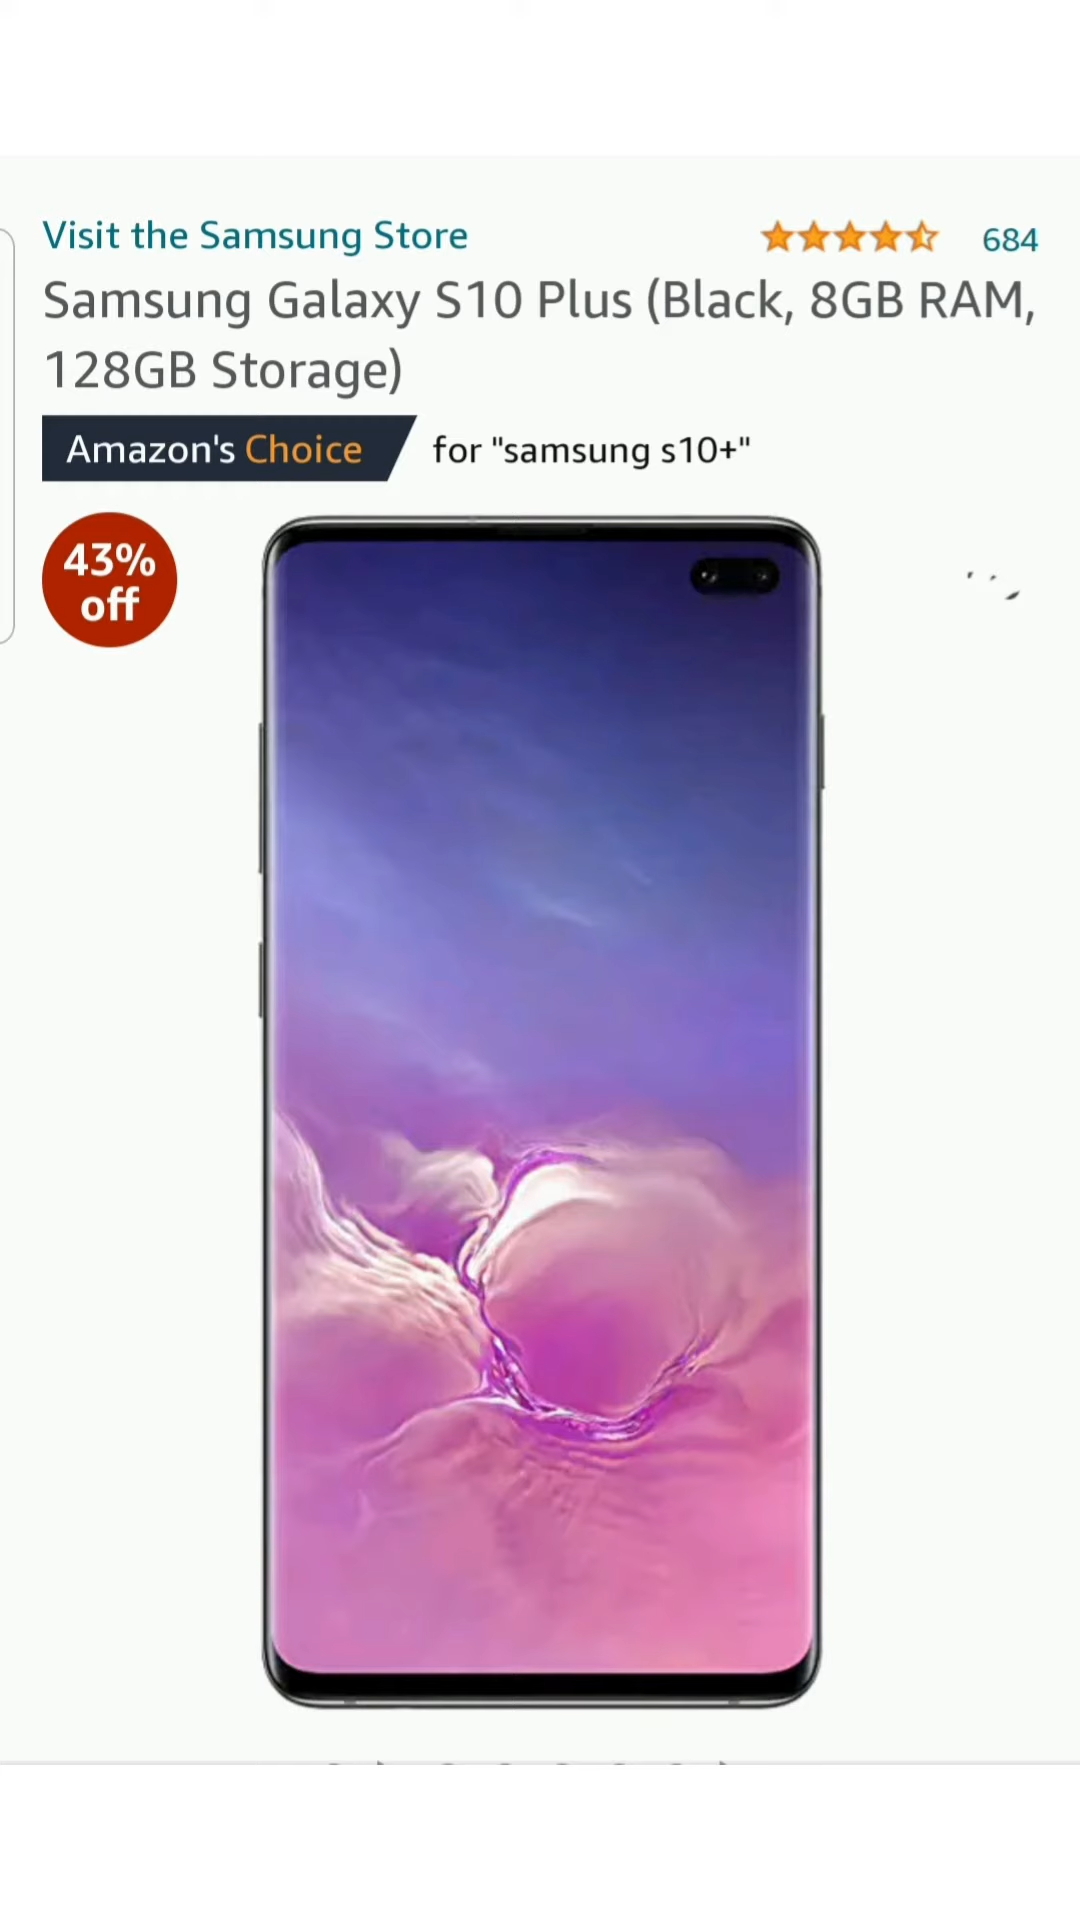 Visit the Samsung Store
684
Samsung Galaxy S10 Plus (Black, 8GB RAM,
128GB Storage)
Amazon's Choice for "samsung s10+"
43%
off